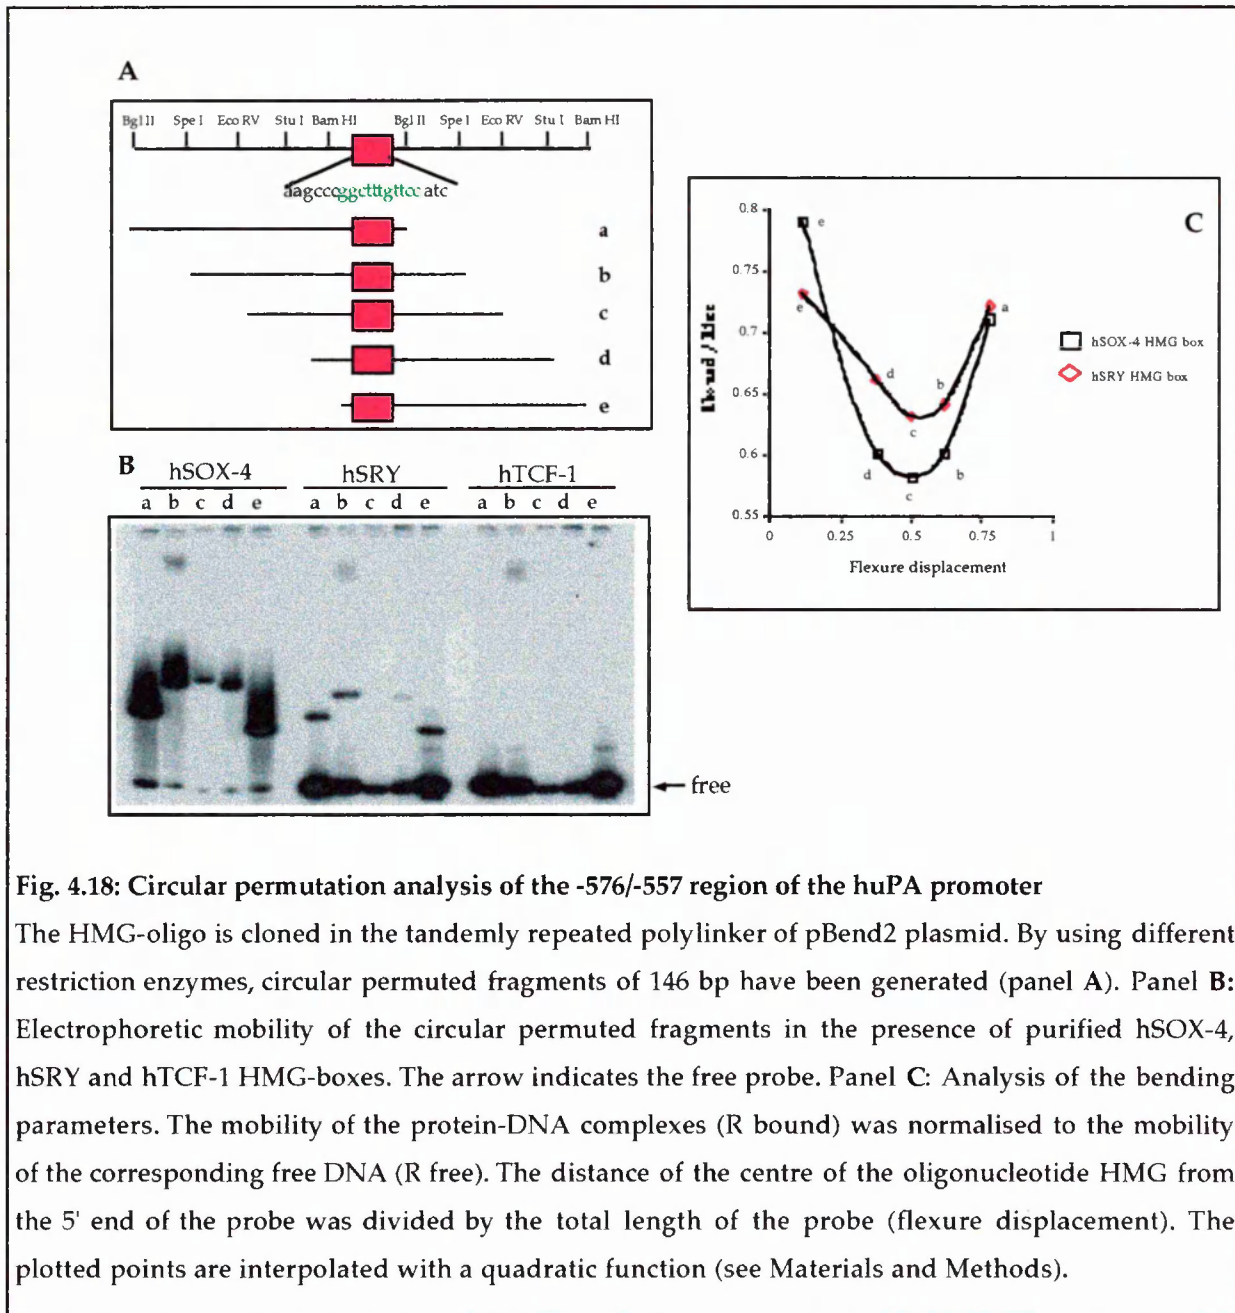 A
Bgl II Spe I Eco RV Stu I Bam HI Bgl II Spe I Eco RV Stu I Bam HI
aagcccggctttgttccatc
a
b
c
d
e
B
hSOX-4 hSRY hTCF-1
a b c d e a b c d e a b c d e
free
C
0.8
0.75
0.7
0.65
0.6
0.55
0 0.25 0.5 0.75 1
Flexure displacement
e
e
d
c
b
a
d
c
b
hSOX-4 HMG box
hSRY HMG box
Fig. 4.18: Circular permutation analysis of the -576/-557 region of the huPA promoter
The HMG-oligo is cloned in the tandemly repeated polylinker of pBend2 plasmid. By using different
restriction enzymes, circular permuted fragments of 146 bp have been generated (panel A). Panel B:
Electrophoretic mobility of the circular permuted fragments in the presence of purified hSOX-4,
hSRY and hTCF-1 HMG-boxes. The arrow indicates the free probe. Panel C: Analysis of the bending
parameters. The mobility of the protein-DNA complexes (R bound) was normalised to the mobility
of the corresponding free DNA (R free). The distance of the centre of the oligonucleotide HMG from
the 5' end of the probe was divided by the total length of the probe (flexure displacement). The
plotted points are interpolated with a quadratic function (see Materials and Methods).